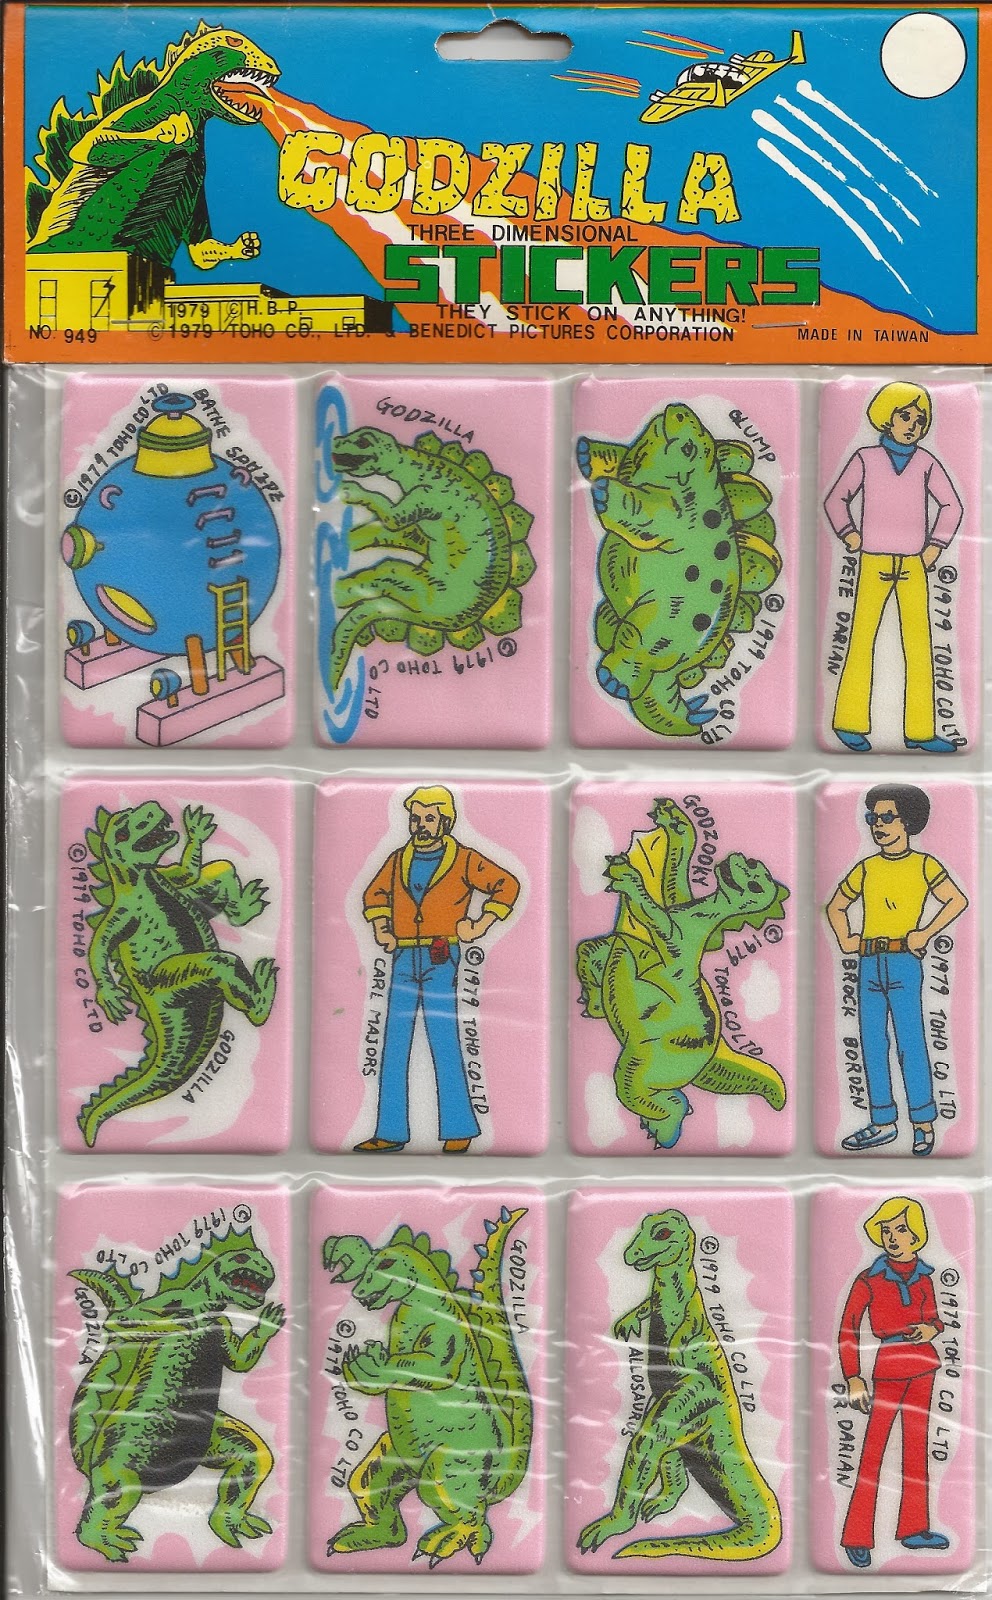 GODZILLA
THREE DIMENSIONAL
STICKERS
THEY STICK ON ANYTHING!
1979 © H.B.P.
NO. 949
© 1979 TOHO CO., LTD. & BENEDICT PICTURES CORPORATION
MADE IN TAIWAN
© 1979 TOHO CO LTD
BATHE SPHERE
GODZILLA
© 1979 TOHO CO LTD
GLUMP
© 1979 TOHO CO LTD
PETE DARIAN
© 1979 TOHO CO LTD
© 1979 TOHO CO LTD
GODZILLA
CARL MAJORS
© 1979 TOHO CO LTD
GODZOOKY
© 1979 TOHO CO LTD
BROCK BORDEN
© 1979 TOHO CO LTD
© 1979 TOHO CO LTD
GODZILLA
GODZILLA
© 1979 TOHO CO LTD
© 1979 TOHO CO LTD
ALLOSAURUS
© 1979 TOHO CO LTD
DR. DARIAN